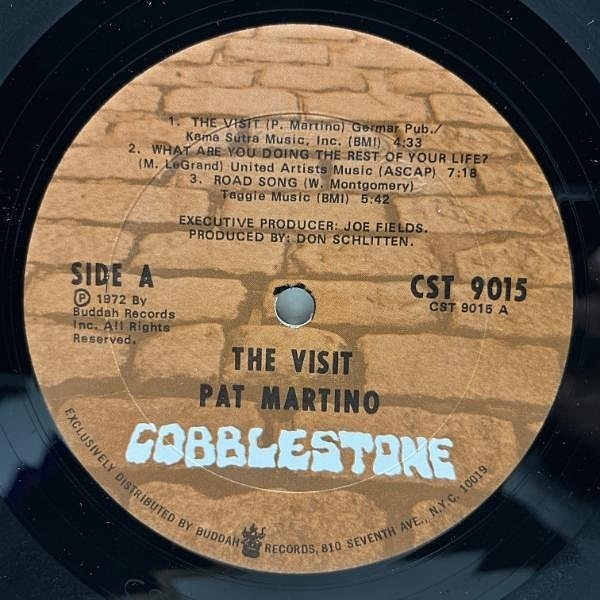 1. THE VISIT (P. Martino) Germar Pub./
Kama Sutra Music, Inc. (BMI) 4:33
2. WHAT ARE YOU DOING THE REST OF YOUR LIFE?
(M. LeGrand) United Artists Music (ASCAP) 7:18
3. ROAD SONG (W. Montgomery)
Taggie Music (BMI) 5:42
EXECUTIVE PRODUCER: JOE FIELDS.
PRODUCED BY: DON SCHLITTEN.
SIDE A
Ⓟ 1972 By
Buddah Records
Inc. All Rights
Reserved.
CST 9015
CST 9015 A
THE VISIT
PAT MARTINO
COBBLESTONE
EXCLUSIVELY DISTRIBUTED BY BUDDAH RECORDS, 810 SEVENTH AVE., N.Y.C. 10019